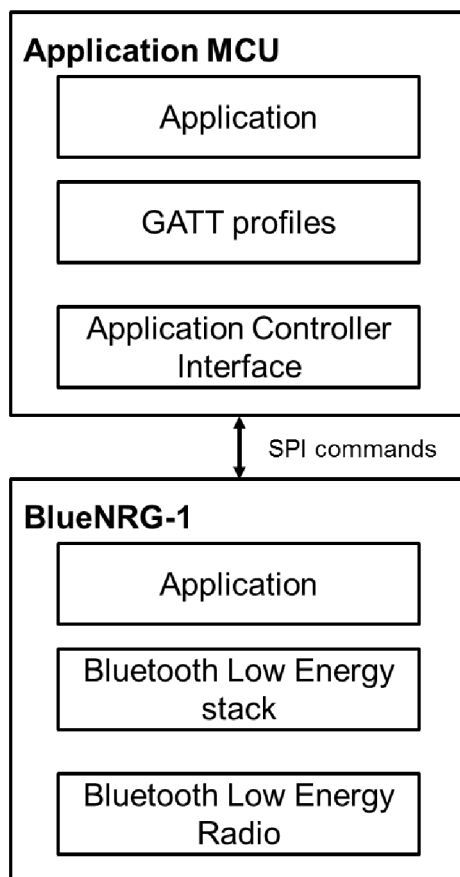 Application MCU
Application
GATT profiles
Application Controller
Interface
SPI commands
BlueNRG-1
Application
Bluetooth Low Energy
stack
Bluetooth Low Energy
Radio